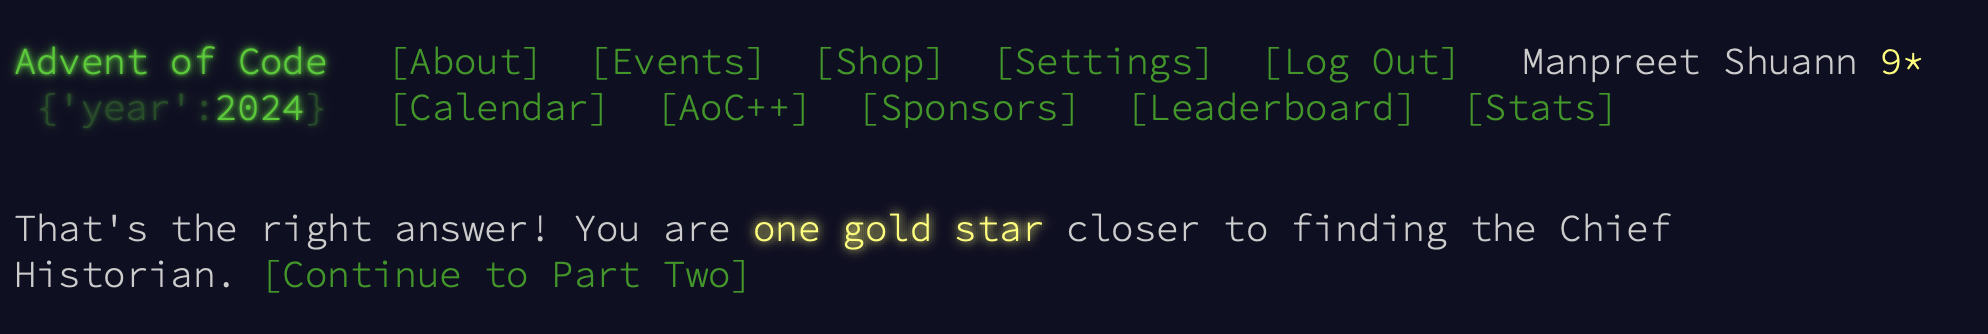 Advent of Code [About] [Events] [Shop] [Settings] [Log Out] Manpreet Shuann 9*
{'year':2024} [Calendar] [AoC++] [Sponsors] [Leaderboard] [Stats]
That's the right answer! You are one gold star closer to finding the Chief
Historian. [Continue to Part Two]